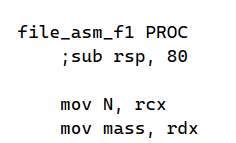 file_asm_f1 PROC
;sub rsp, 80
mov N, rcx
mov mass, rdx